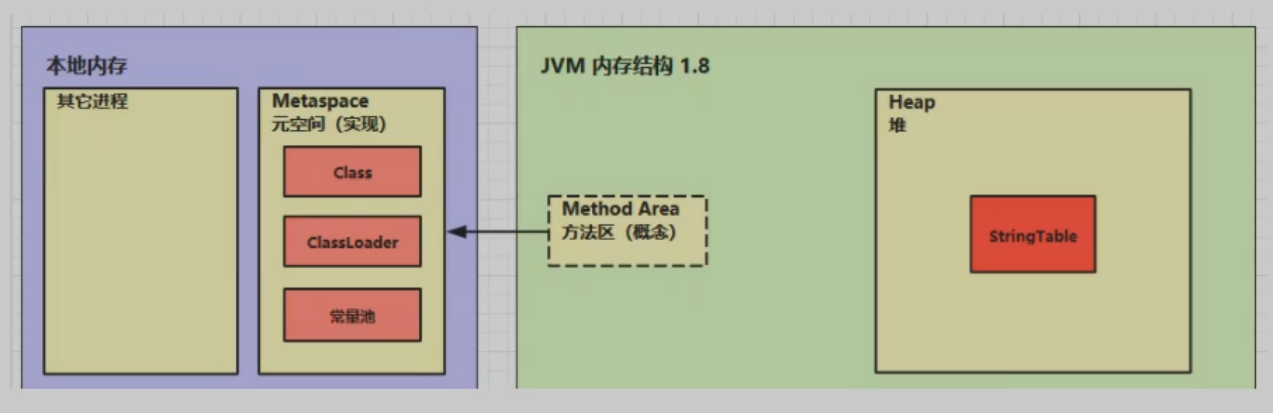 本地内存
其它进程
Metaspace
元空间（实现）
Class
ClassLoader
常量池
JVM 内存结构 1.8
Method Area
方法区（概念）
Heap
堆
StringTable